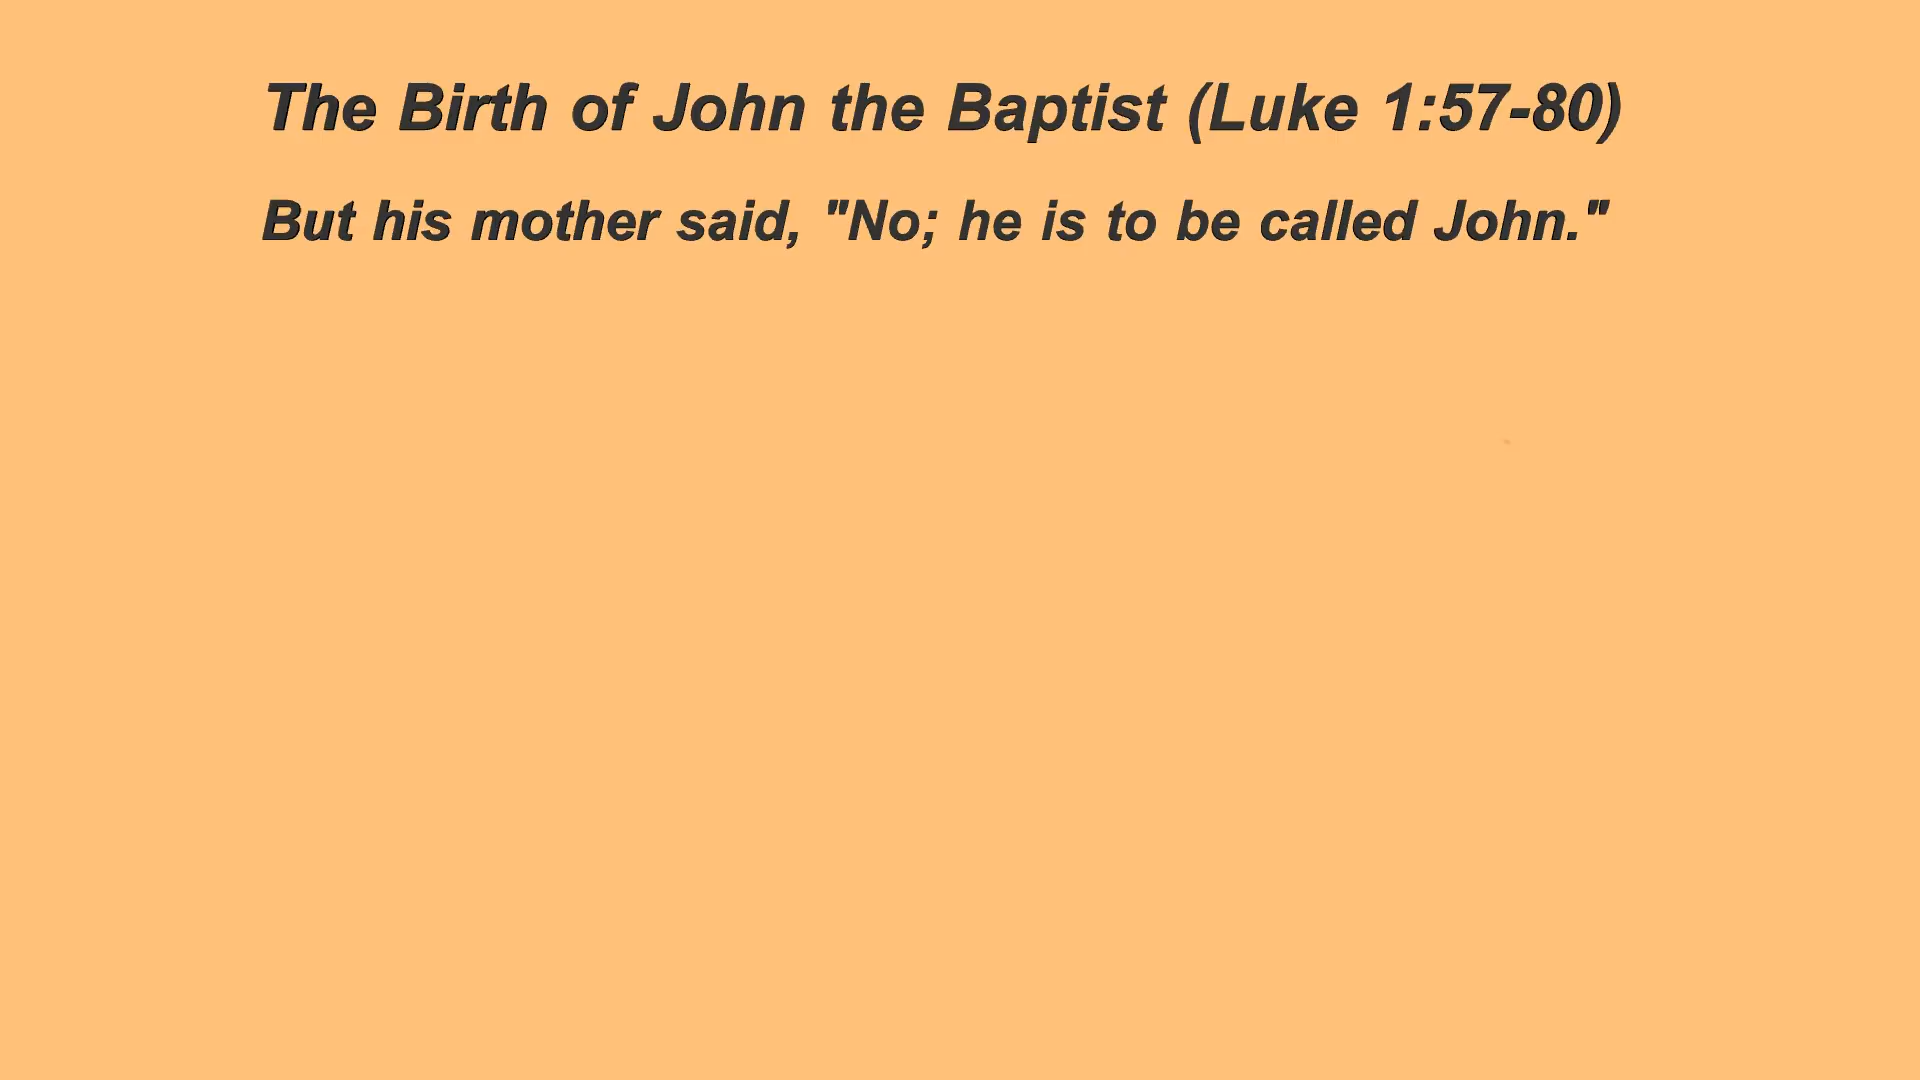 The Birth of John the Baptist (Luke 1:57-80)
But his mother said, "No; he is to be called John."